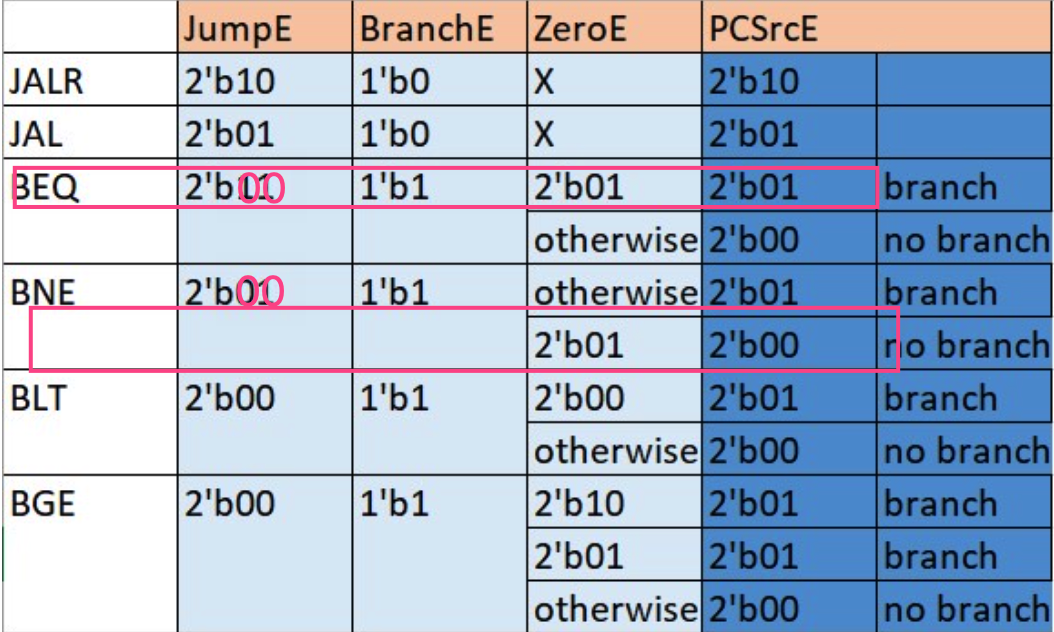 JumpE BranchE ZeroE PCSrcE
JALR 2'b10 1'b0 X 2'b10
JAL 2'b01 1'b0 X 2'b01
BEQ 2'b11 00 1'b1 2'b01 2'b01 branch
otherwise 2'b00 no branch
BNE 2'b01 00 1'b1 otherwise 2'b01 branch
2'b01 2'b00 no branch
BLT 2'b00 1'b1 2'b00 2'b01 branch
otherwise 2'b00 no branch
BGE 2'b00 1'b1 2'b10 2'b01 branch
2'b01 2'b01 branch
otherwise 2'b00 no branch